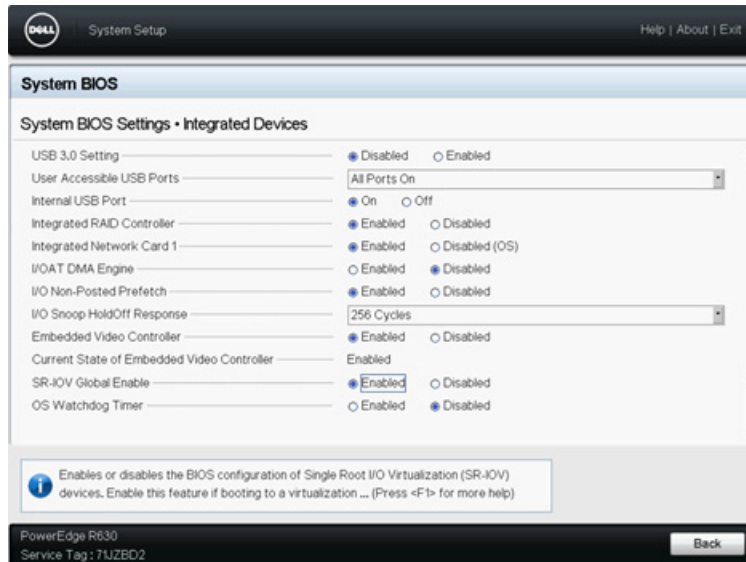 DELL
System Setup
Help | About | Exit
System BIOS
System BIOS Settings • Integrated Devices
USB 3.0 Setting Disabled Enabled
User Accessible USB Ports All Ports On
Internal USB Port On Off
Integrated RAID Controller Enabled Disabled
Integrated Network Card 1 Enabled Disabled (OS)
I/OAT DMA Engine Enabled Disabled
I/O Non-Posted Prefetch Enabled Disabled
I/O Snoop HoldOff Response 256 Cycles
Embedded Video Controller Enabled Disabled
Current State of Embedded Video Controller Enabled
SR-IOV Global Enable Enabled Disabled
OS Watchdog Timer Enabled Disabled
Enables or disables the BIOS configuration of Single Root I/O Virtualization (SR-IOV)
devices. Enable this feature if booting to a virtualization ... (Press <F1> for more help)
PowerEdge R630
Service Tag : 71JZBD2
Back